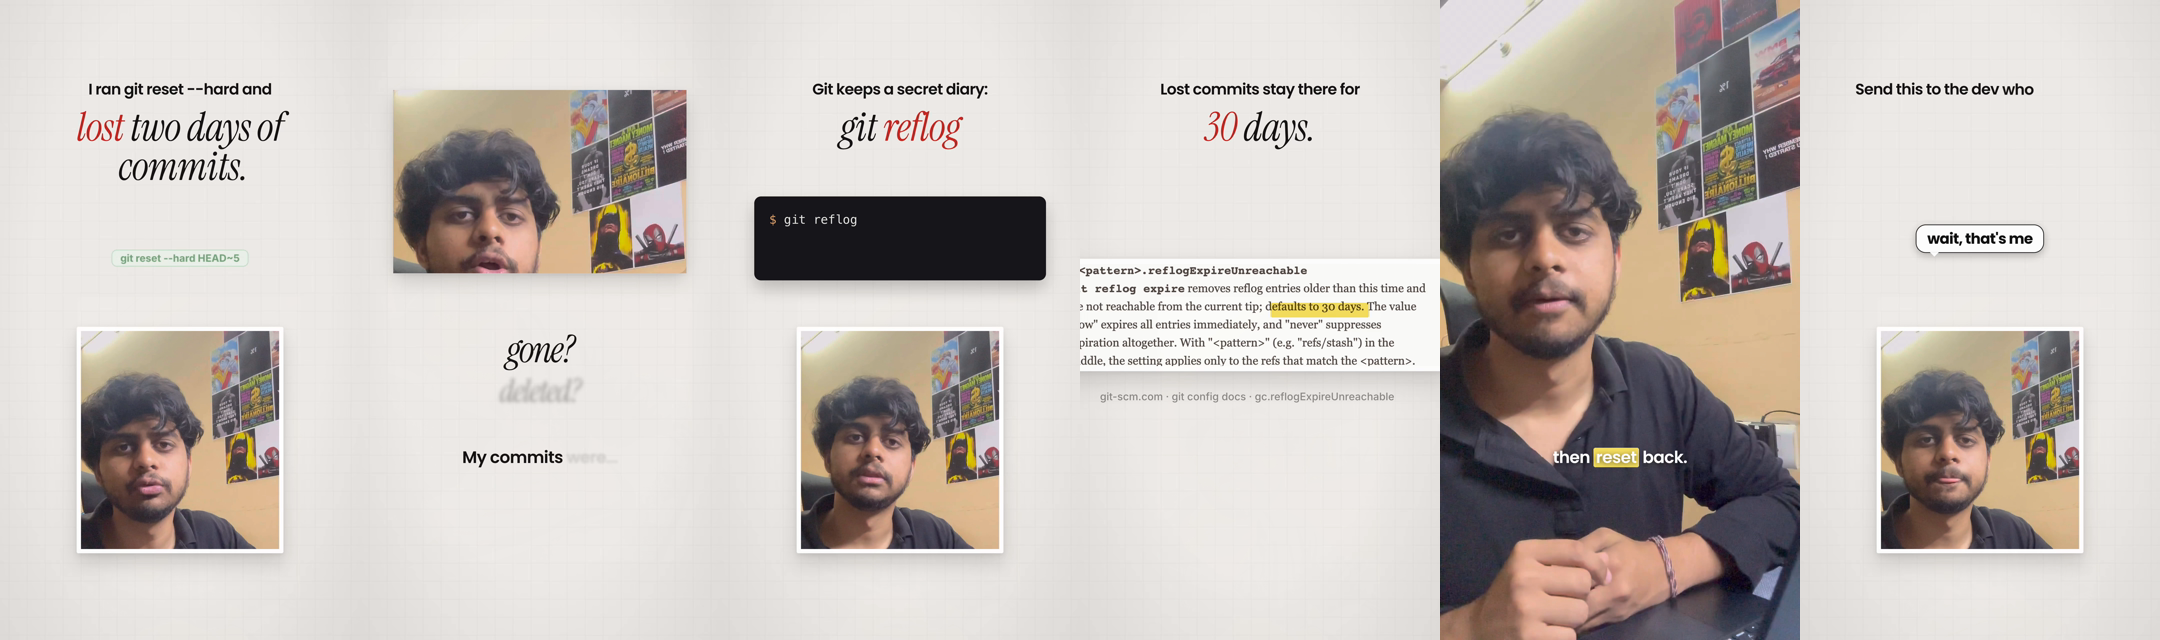 I ran git reset --hard and
lost two days of
commits.
git reset --hard HEAD~5
gone?
deleted?
My commits were...
Git keeps a secret diary:
git reflog
$ git reflog
Lost commits stay there for
30 days.
<pattern>.reflogExpireUnreachable
t reflog expire removes reflog entries older than this time and
e not reachable from the current tip; defaults to 30 days. The value
ow" expires all entries immediately, and "never" suppresses
piration altogether. With "<pattern>" (e.g. "refs/stash") in the
ddle, the setting applies only to the refs that match the <pattern>.
git-scm.com · git config docs · gc.reflogExpireUnreachable
then reset back.
Send this to the dev who
wait, that's me